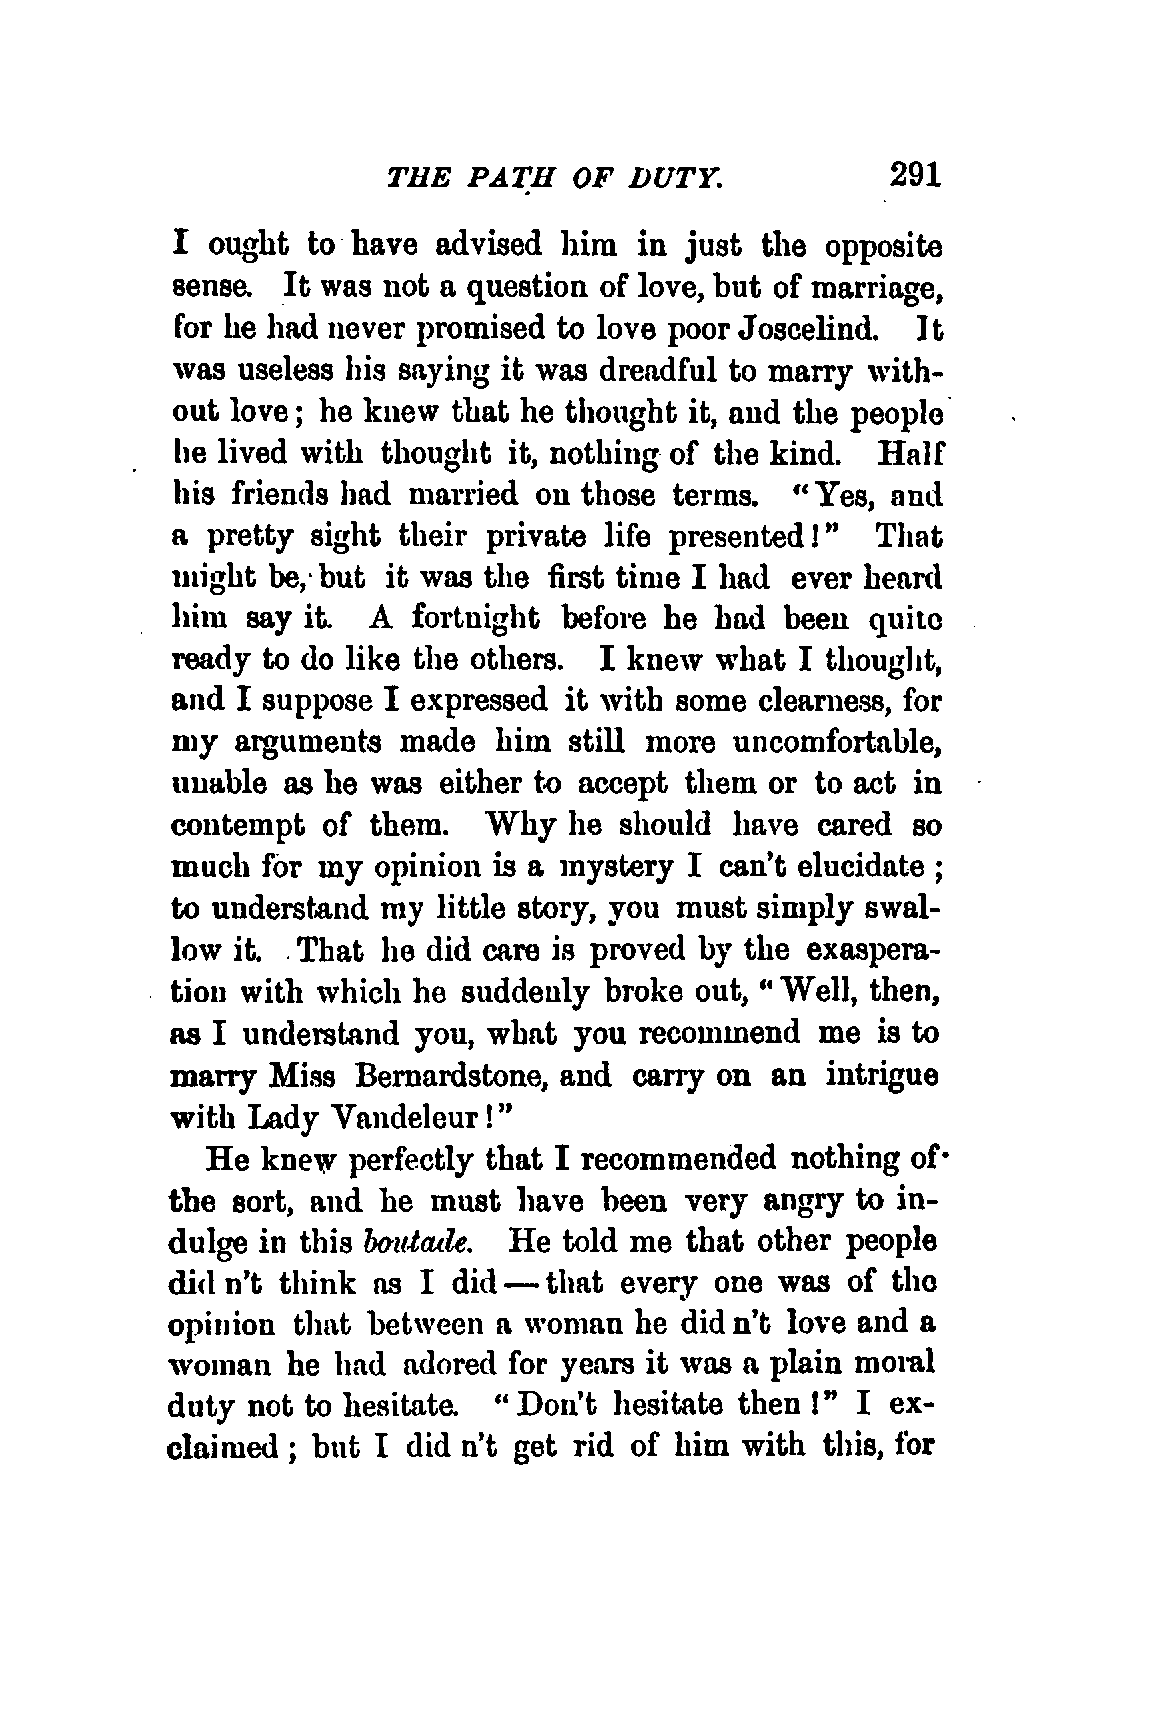 THE PATH OF DUTY. 291
I ought to have advised him in just the opposite
sense. It was not a question of love, but of marriage,
for he had never promised to love poor Joscelind. It
was useless his saying it was dreadful to marry with-
out love; he knew that he thought it, and the people
he lived with thought it, nothing of the kind. Half
his friends had married on those terms. “Yes, and
a pretty sight their private life presented!” That
might be, but it was the first time I had ever heard
him say it. A fortnight before he had been quite
ready to do like the others. I knew what I thought,
and I suppose I expressed it with some clearness, for
my arguments made him still more uncomfortable,
unable as he was either to accept them or to act in
contempt of them. Why he should have cared so
much for my opinion is a mystery I can't elucidate;
to understand my little story, you must simply swal-
low it. That he did care is proved by the exaspera-
tion with which he suddenly broke out, “Well, then,
as I understand you, what you recommend me is to
marry Miss Bernardstone, and carry on an intrigue
with Lady Vandeleur!”
He knew perfectly that I recommended nothing of
the sort, and he must have been very angry to in-
dulge in this boutade. He told me that other people
did n't think as I did — that every one was of the
opinion that between a woman he did n't love and a
woman he had adored for years it was a plain moral
duty not to hesitate. “Don't hesitate then!” I ex-
claimed; but I did n't get rid of him with this, for